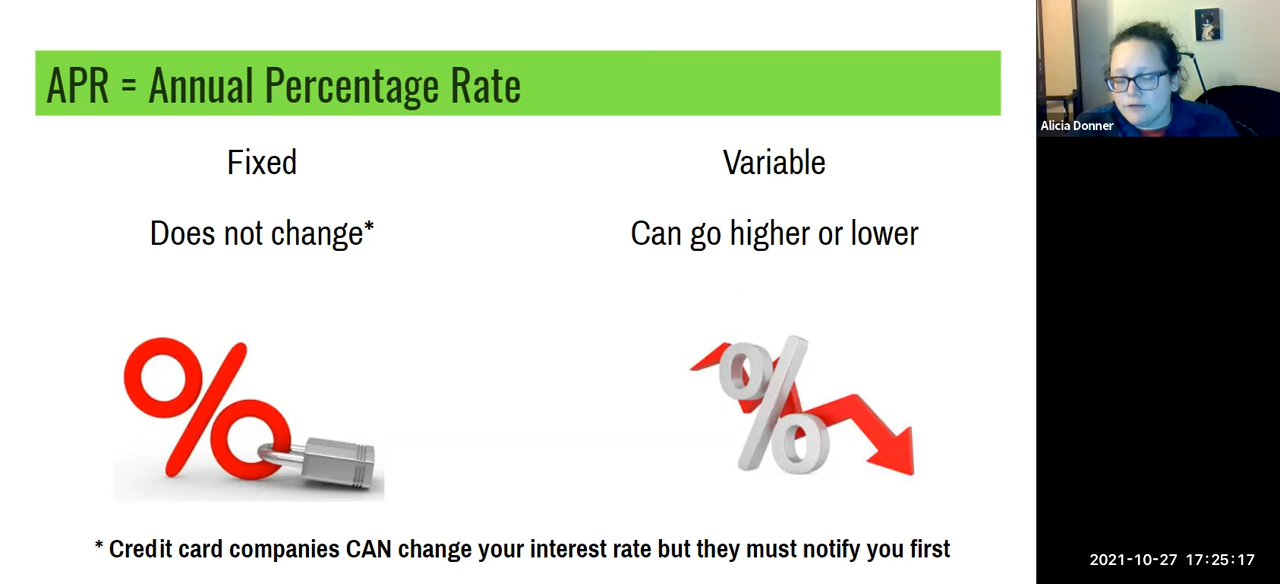 APR = Annual Percentage Rate
Fixed
Variable
Does not change*
Can go higher or lower
* Credit card companies CAN change your interest rate but they must notify you first
Alicia Donner
2021-10-27 17:25:17